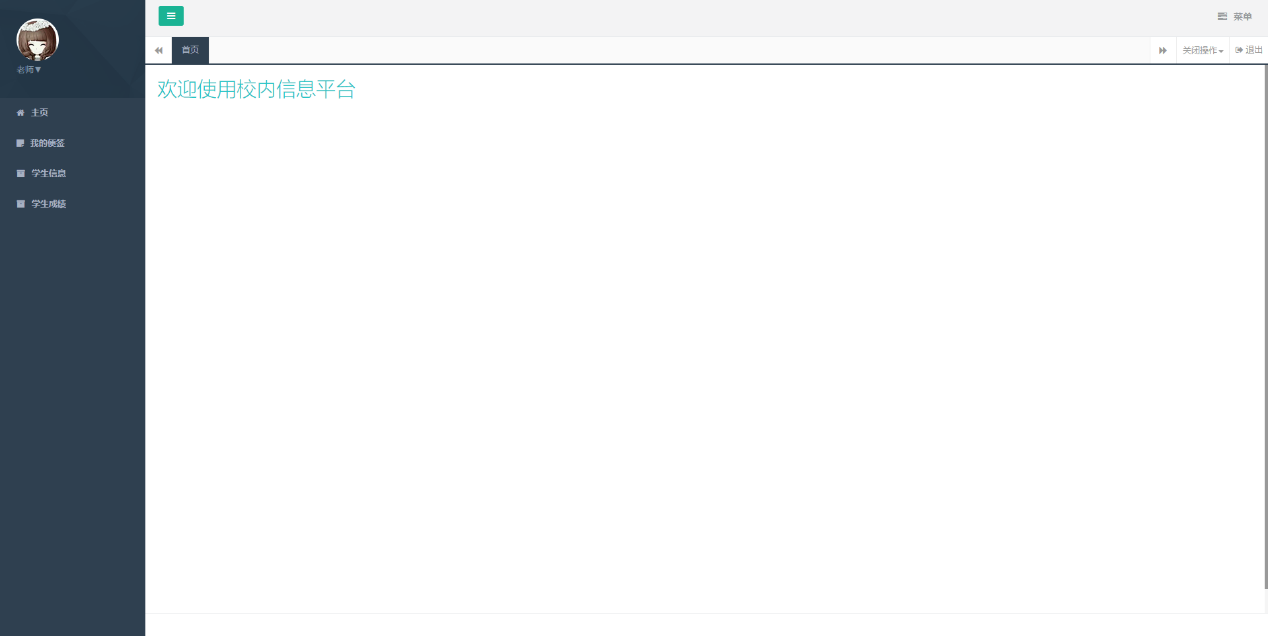 老师▼
主页
我的便签
学生信息
学生成绩
菜单
首页
关闭操作
退出
欢迎使用校内信息平台